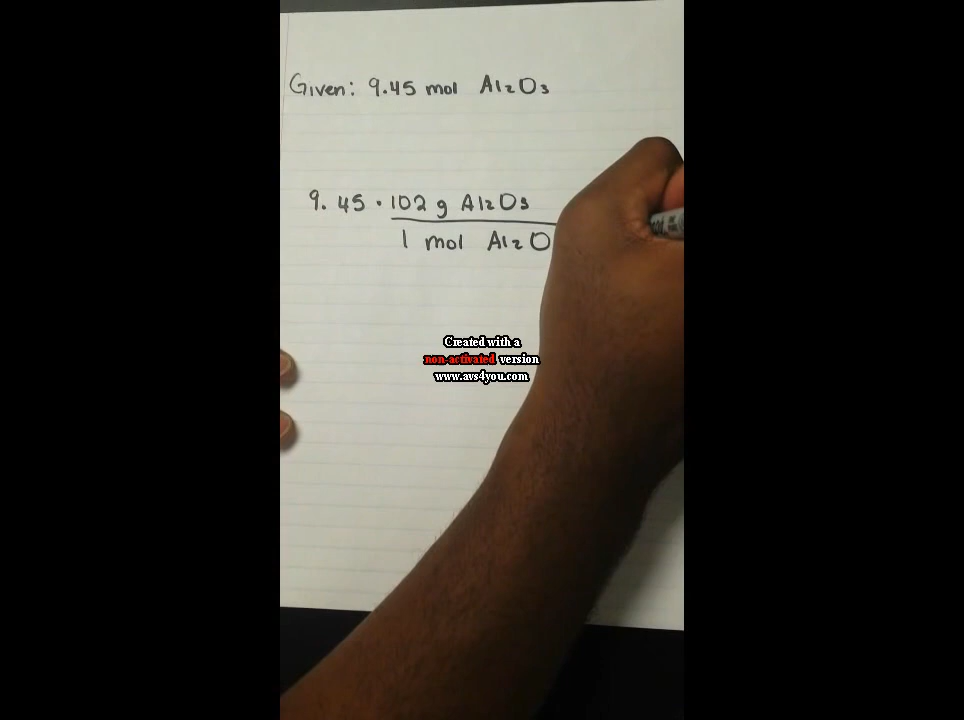 Given: 9.45 mol Al2O3
9.45 · 102 g Al2O3
1 mol Al2O
Created with a
non-activated version
www.avs4you.com